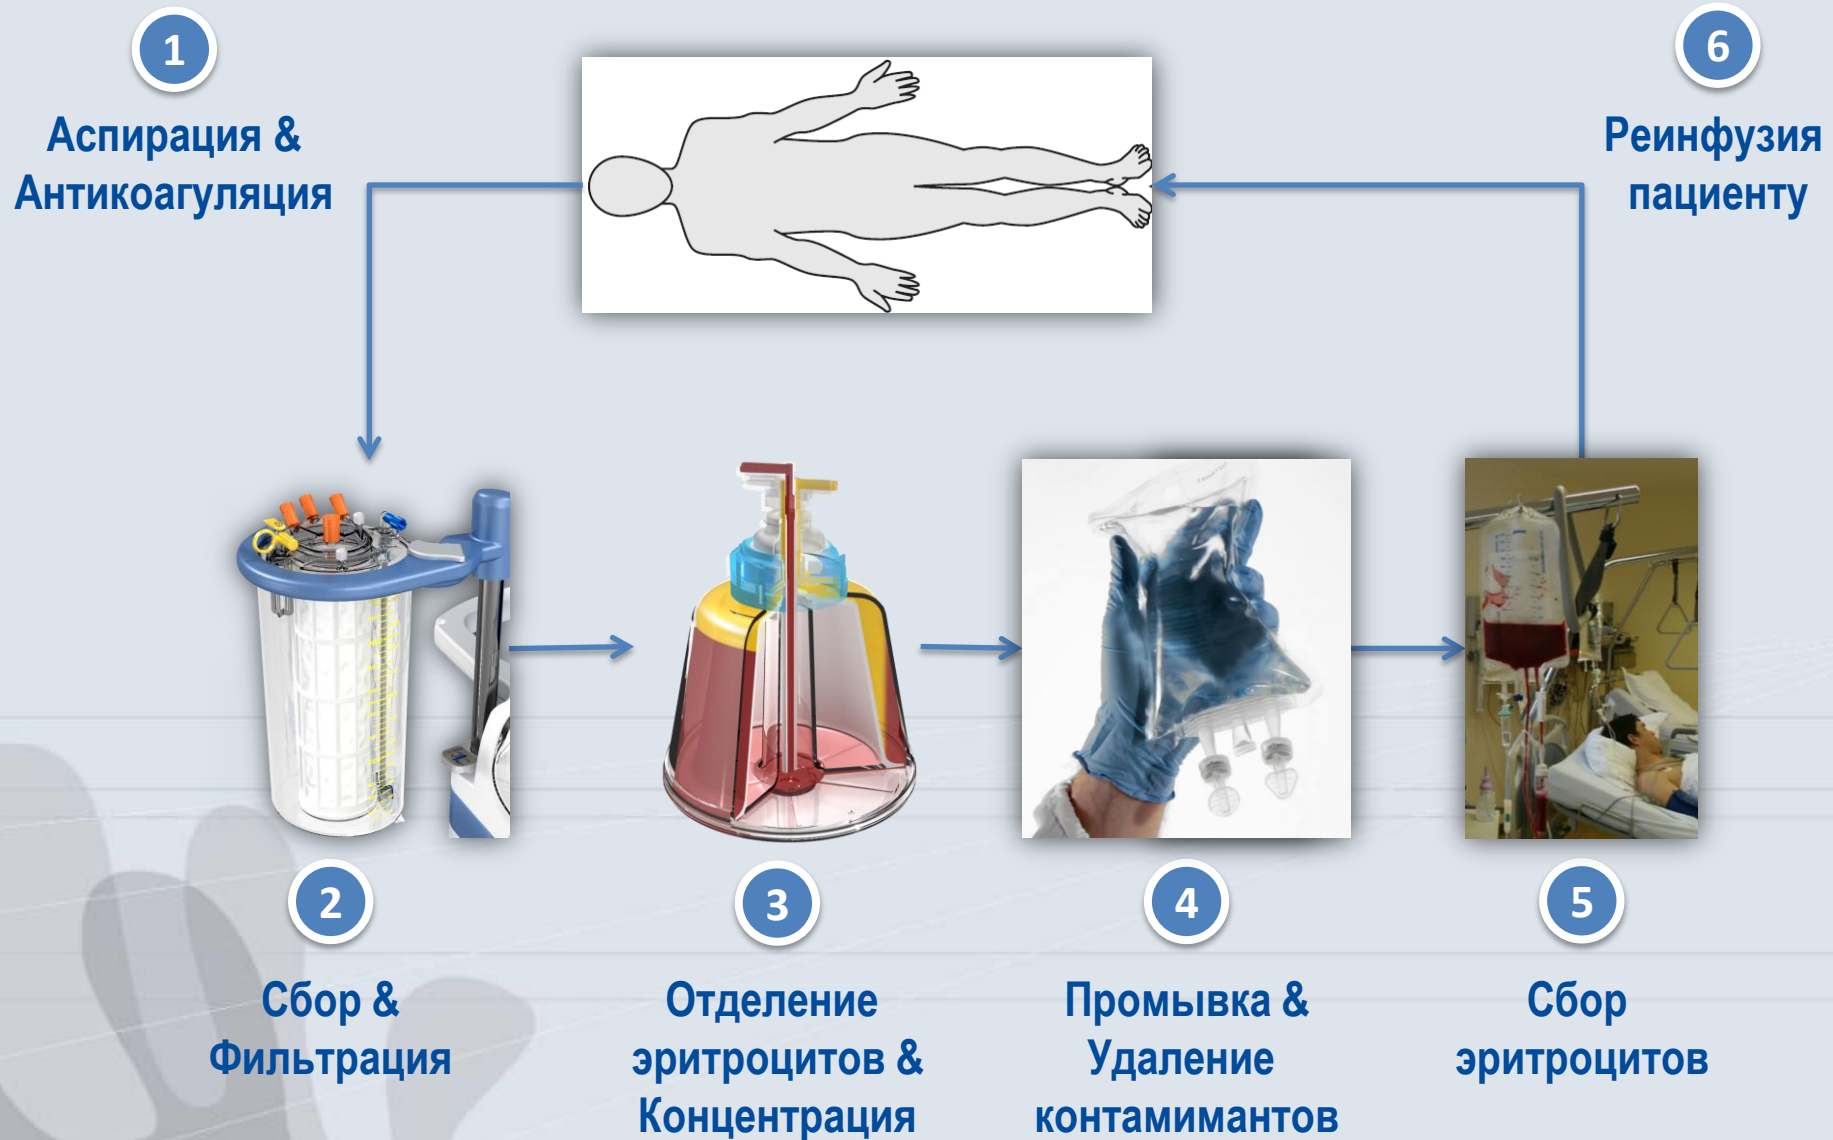 1
Аспирация &
Антикоагуляция
6
Реинфузия
пациенту
2
Сбор &
Фильтрация
3
Отделение
эритроцитов &
Концентрация
4
Промывка &
Удаление
контамимантов
5
Сбор
эритроцитов